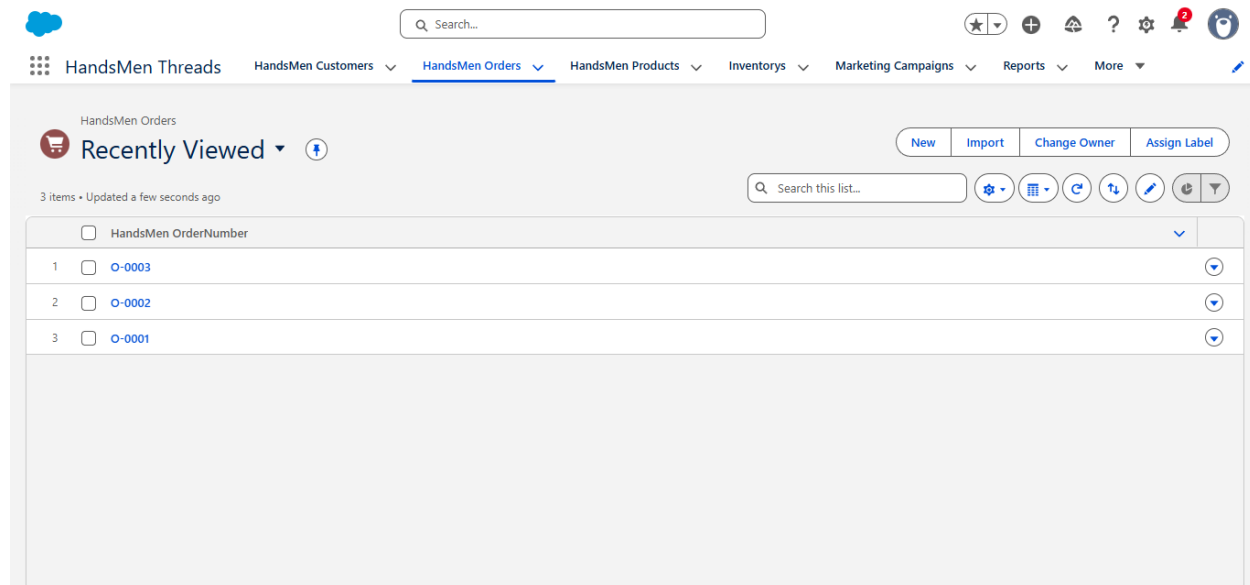 Search...
2
HandsMen Threads HandsMen Customers HandsMen Orders HandsMen Products Inventorys Marketing Campaigns Reports More
HandsMen Orders
Recently Viewed
New Import Change Owner Assign Label
3 items • Updated a few seconds ago
Search this list...
HandsMen OrderNumber
1 O-0003
2 O-0002
3 O-0001